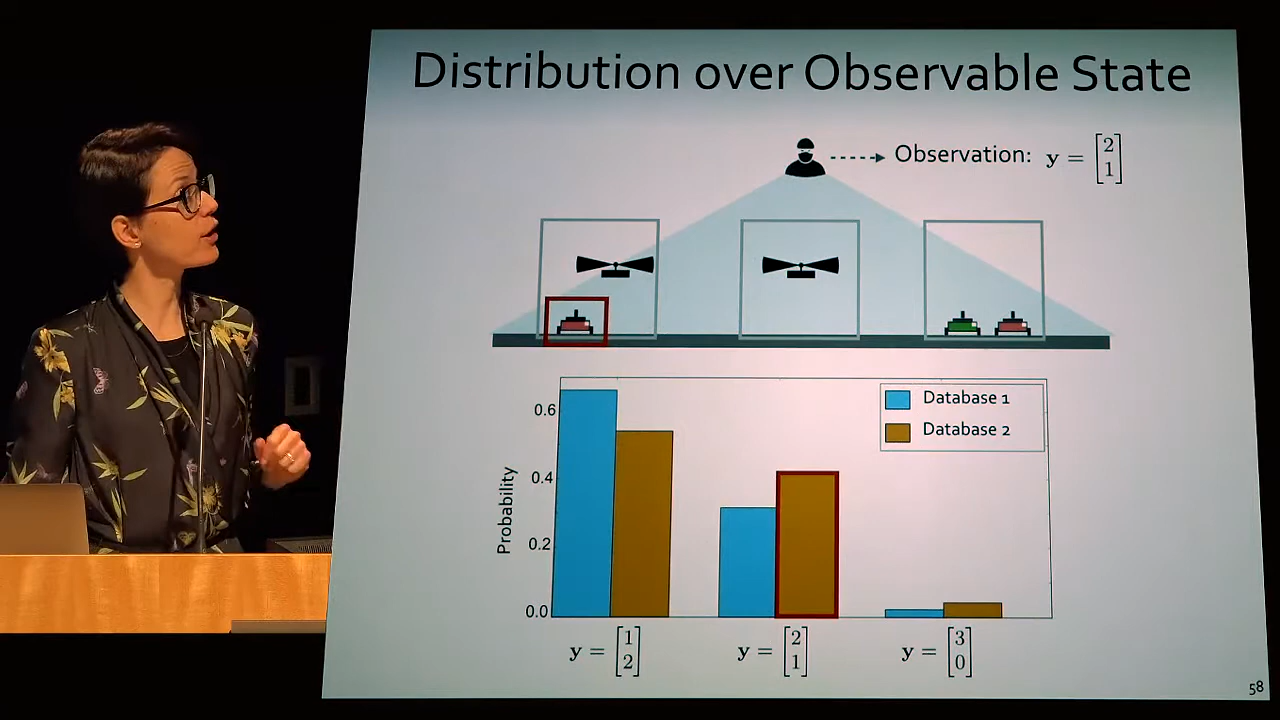 Distribution over Observable State
Observation: y = [2 1]
Database 1
Database 2
Probability
0.6
0.4
0.2
0.0
y = [1 2]
y = [2 1]
y = [3 0]
58